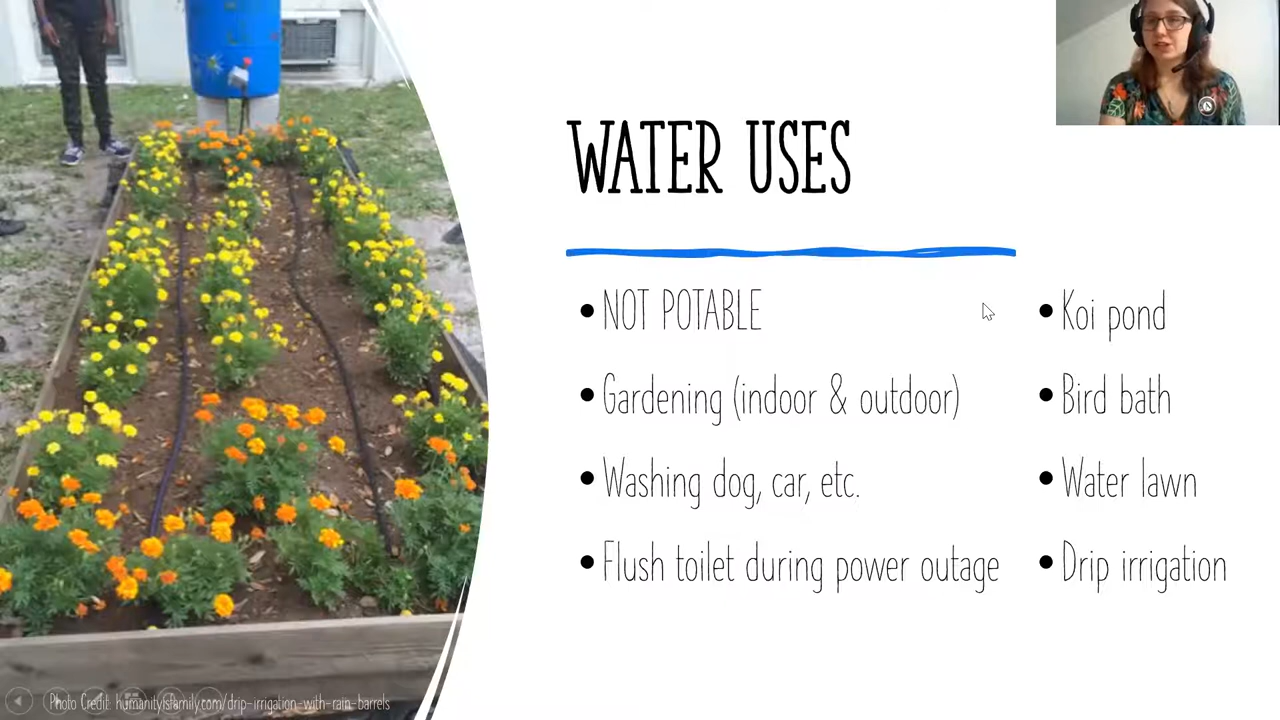 WATER USES
•NOT POTABLE
•Gardening (indoor & outdoor)
•Washing dog, car, etc.
•Flush toilet during power outage
•Koi pond
•Bird bath
•Water lawn
•Drip irrigation
Photo Credit: humanityisfamily.com/drip-irrigation-with-rain-barrels